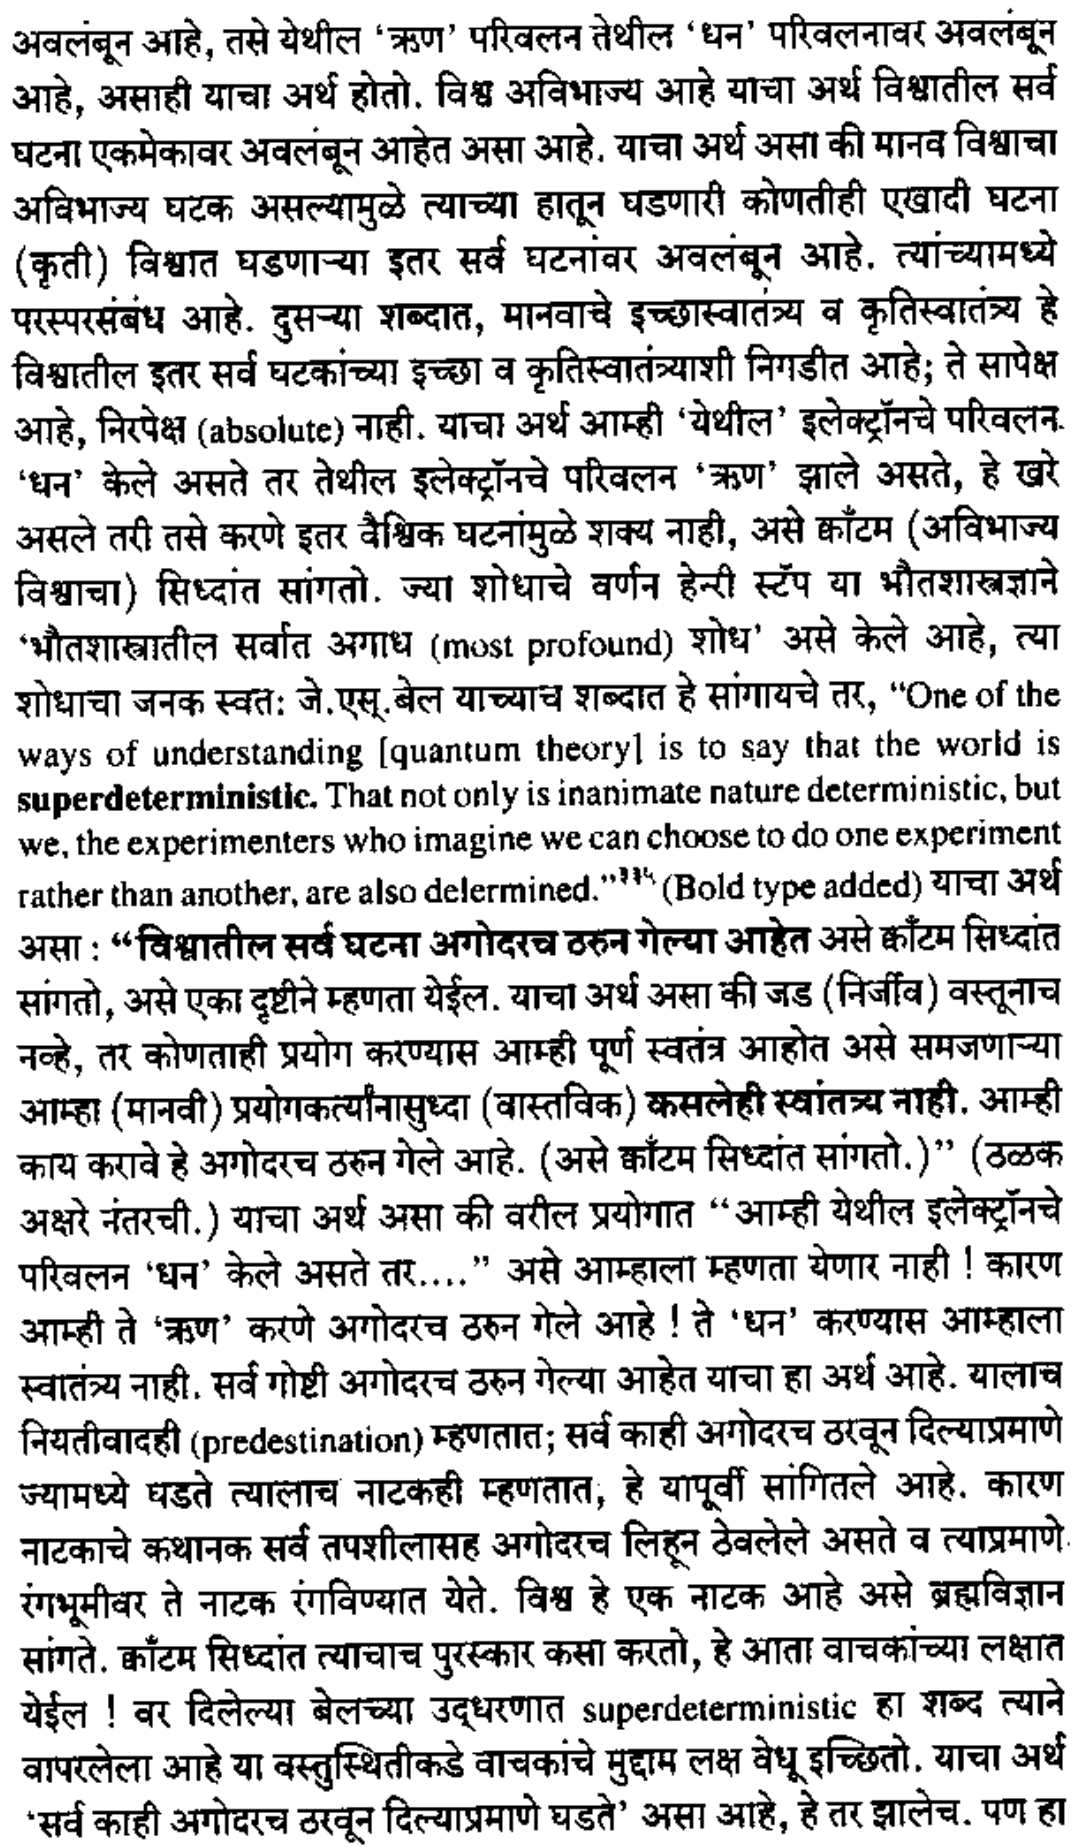 अवलंबून आहे, तसे येथील ‘ऋण’ परिवलन तेथील ‘धन’ परिवलनावर अवलंबून
आहे, असाही याचा अर्थ होतो. विश्व अविभाज्य आहे याचा अर्थ विश्वातील सर्व
घटना एकमेकावर अवलंबून आहेत असा आहे. याचा अर्थ असा की मानव विश्वाचा
अविभाज्य घटक असल्यामुळे त्याच्या हातून घडणारी कोणतीही एखादी घटना
(कृती) विश्वात घडणाऱ्या इतर सर्व घटनांवर अवलंबून आहे. त्यांच्यामध्ये
परस्परसंबंध आहे. दुसऱ्या शब्दात, मानवाचे इच्छास्वातंत्र्य व कृतिस्वातंत्र्य हे
विश्वातील इतर सर्व घटकांच्या इच्छा व कृतिस्वातंत्र्याशी निगडीत आहे; ते सापेक्ष
आहे, निरपेक्ष (absolute) नाही. याचा अर्थ आम्ही ‘येथील’ इलेक्ट्रॉनचे परिवलन
‘धन’ केले असते तर तेथील इलेक्ट्रॉनचे परिवलन ‘ऋण’ झाले असते, हे खरे
असले तरी तसे करणे इतर वैश्विक घटनांमुळे शक्य नाही, असे क्वाँटम (अविभाज्य
विश्वाचा) सिध्दांत सांगतो. ज्या शोधाचे वर्णन हेन्री स्टॅप या भौतशास्त्रज्ञाने
‘भौतशास्त्रातील सर्वात अगाध (most profound) शोध’ असे केले आहे, त्या
शोधाचा जनक स्वत: जे.एस्.बेल याच्याच शब्दात हे सांगायचे तर, “One of the
ways of understanding [quantum theory] is to say that the world is
superdeterministic. That not only is inanimate nature deterministic, but
we, the experimenters who imagine we can choose to do one experiment
rather than another, are also delermined.”³³⁵ (Bold type added) याचा अर्थ
असा : “विश्वातील सर्व घटना अगोदरच ठरुन गेल्या आहेत असे क्वाँटम सिध्दांत
सांगतो, असे एका दृष्टीने म्हणता येईल. याचा अर्थ असा की जड (निर्जीव) वस्तूनाच
नव्हे, तर कोणताही प्रयोग करण्यास आम्ही पूर्ण स्वतंत्र आहोत असे समजणाऱ्या
आम्हा (मानवी) प्रयोगकर्त्यांनासुध्दा (वास्तविक) कसलेही स्वांतत्र्य नाही. आम्ही
काय करावे हे अगोदरच ठरुन गेले आहे. (असे क्वाँटम सिध्दांत सांगतो.)” (ठळक
अक्षरे नंतरची.) याचा अर्थ असा की वरील प्रयोगात “आम्ही येथील इलेक्ट्रॉनचे
परिवलन ‘धन’ केले असते तर....” असे आम्हाला म्हणता येणार नाही ! कारण
आम्ही ते ‘ऋण’ करणे अगोदरच ठरुन गेले आहे ! ते ‘धन’ करण्यास आम्हाला
स्वातंत्र्य नाही. सर्व गोष्टी अगोदरच ठरुन गेल्या आहेत याचा हा अर्थ आहे. यालाच
नियतीवादही (predestination) म्हणतात; सर्व काही अगोदरच ठरवून दिल्याप्रमाणे
ज्यामध्ये घडते त्यालाच नाटकही म्हणतात, हे यापूर्वी सांगितले आहे. कारण
नाटकाचे कथानक सर्व तपशीलासह अगोदरच लिहून ठेवलेले असते व त्याप्रमाणे
रंगभूमीवर ते नाटक रंगविण्यात येते. विश्व हे एक नाटक आहे असे ब्रह्मविज्ञान
सांगते. क्वाँटम सिध्दांत त्याचाच पुरस्कार कसा करतो, हे आता वाचकांच्या लक्षात
येईल ! वर दिलेल्या बेलच्या उद्धरणात superdeterministic हा शब्द त्याने
वापरलेला आहे या वस्तुस्थितीकडे वाचकांचे मुद्दाम लक्ष वेधू इच्छितो. याचा अर्थ
‘सर्व काही अगोदरच ठरवून दिल्याप्रमाणे घडते’ असा आहे, हे तर झालेच. पण हा